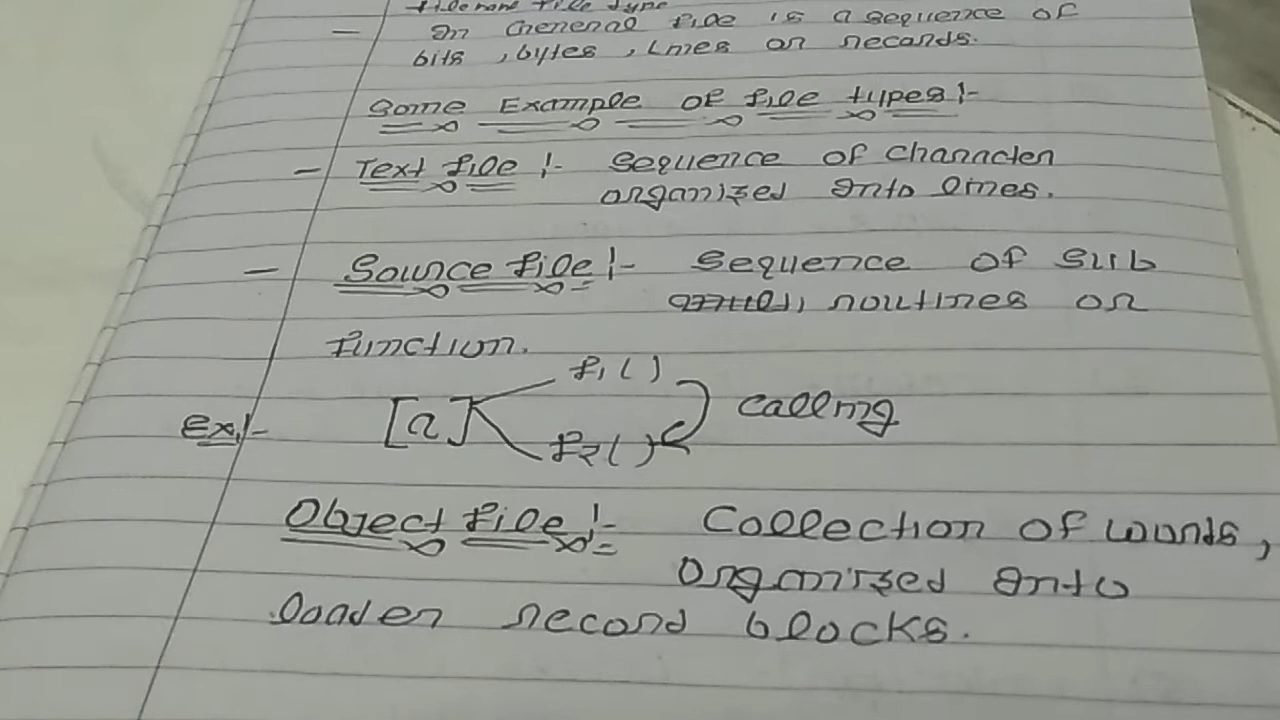 In General file is a sequence of
bits, bytes, lines or records.
Some Example of file types :-
- Text file :- Sequence of character
organized into lines.
- Source file :- Sequence of sub
routines or
function.
Ex :- [a] f1() f2() calling
Object file :- Collection of words,
organized into
loader record blocks.